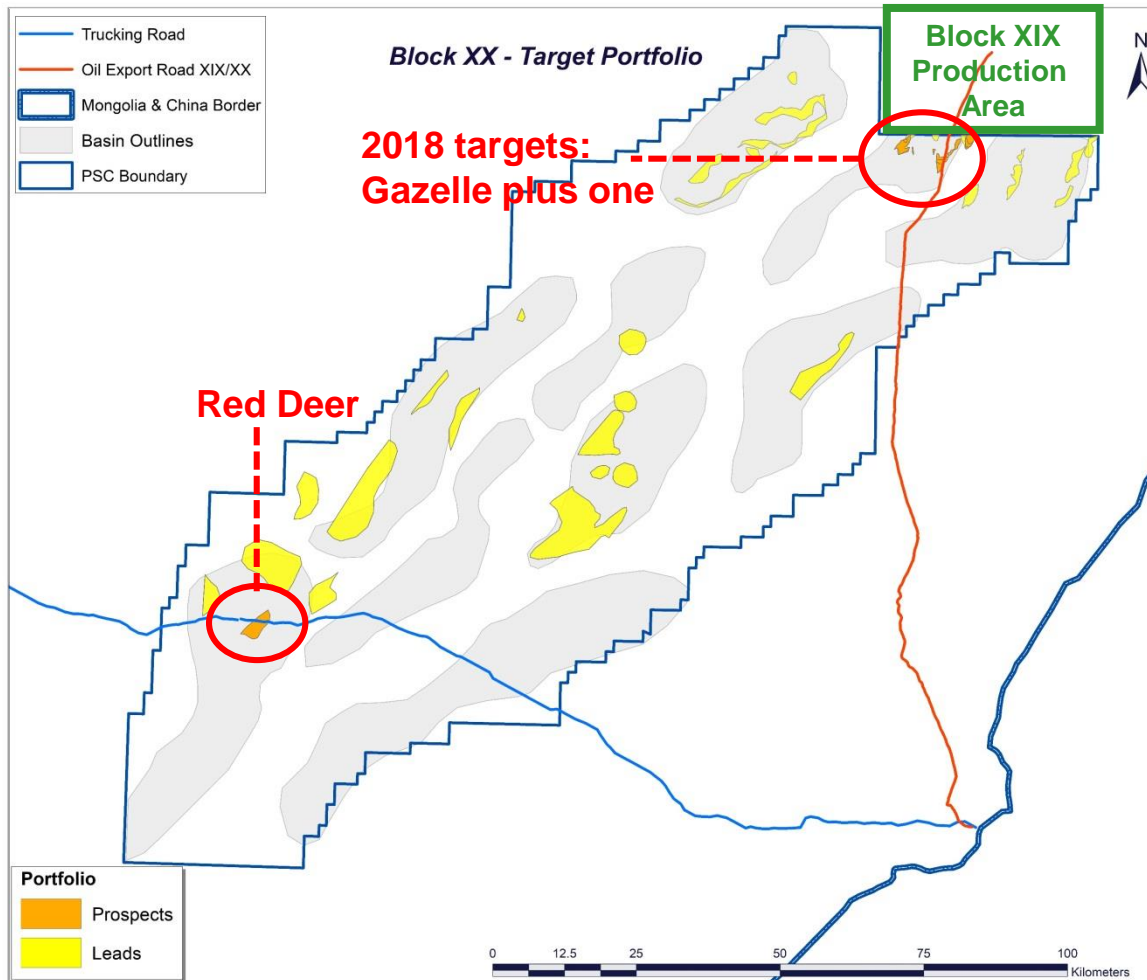 Trucking Road
Oil Export Road XIX/XX
Mongolia & China Border
Basin Outlines
PSC Boundary
Block XX - Target Portfolio
Block XIX
Production
Area
N
2018 targets:
Gazelle plus one
Red Deer
Portfolio
Prospects
Leads
0 12.5 25 50 75 100
Kilometers